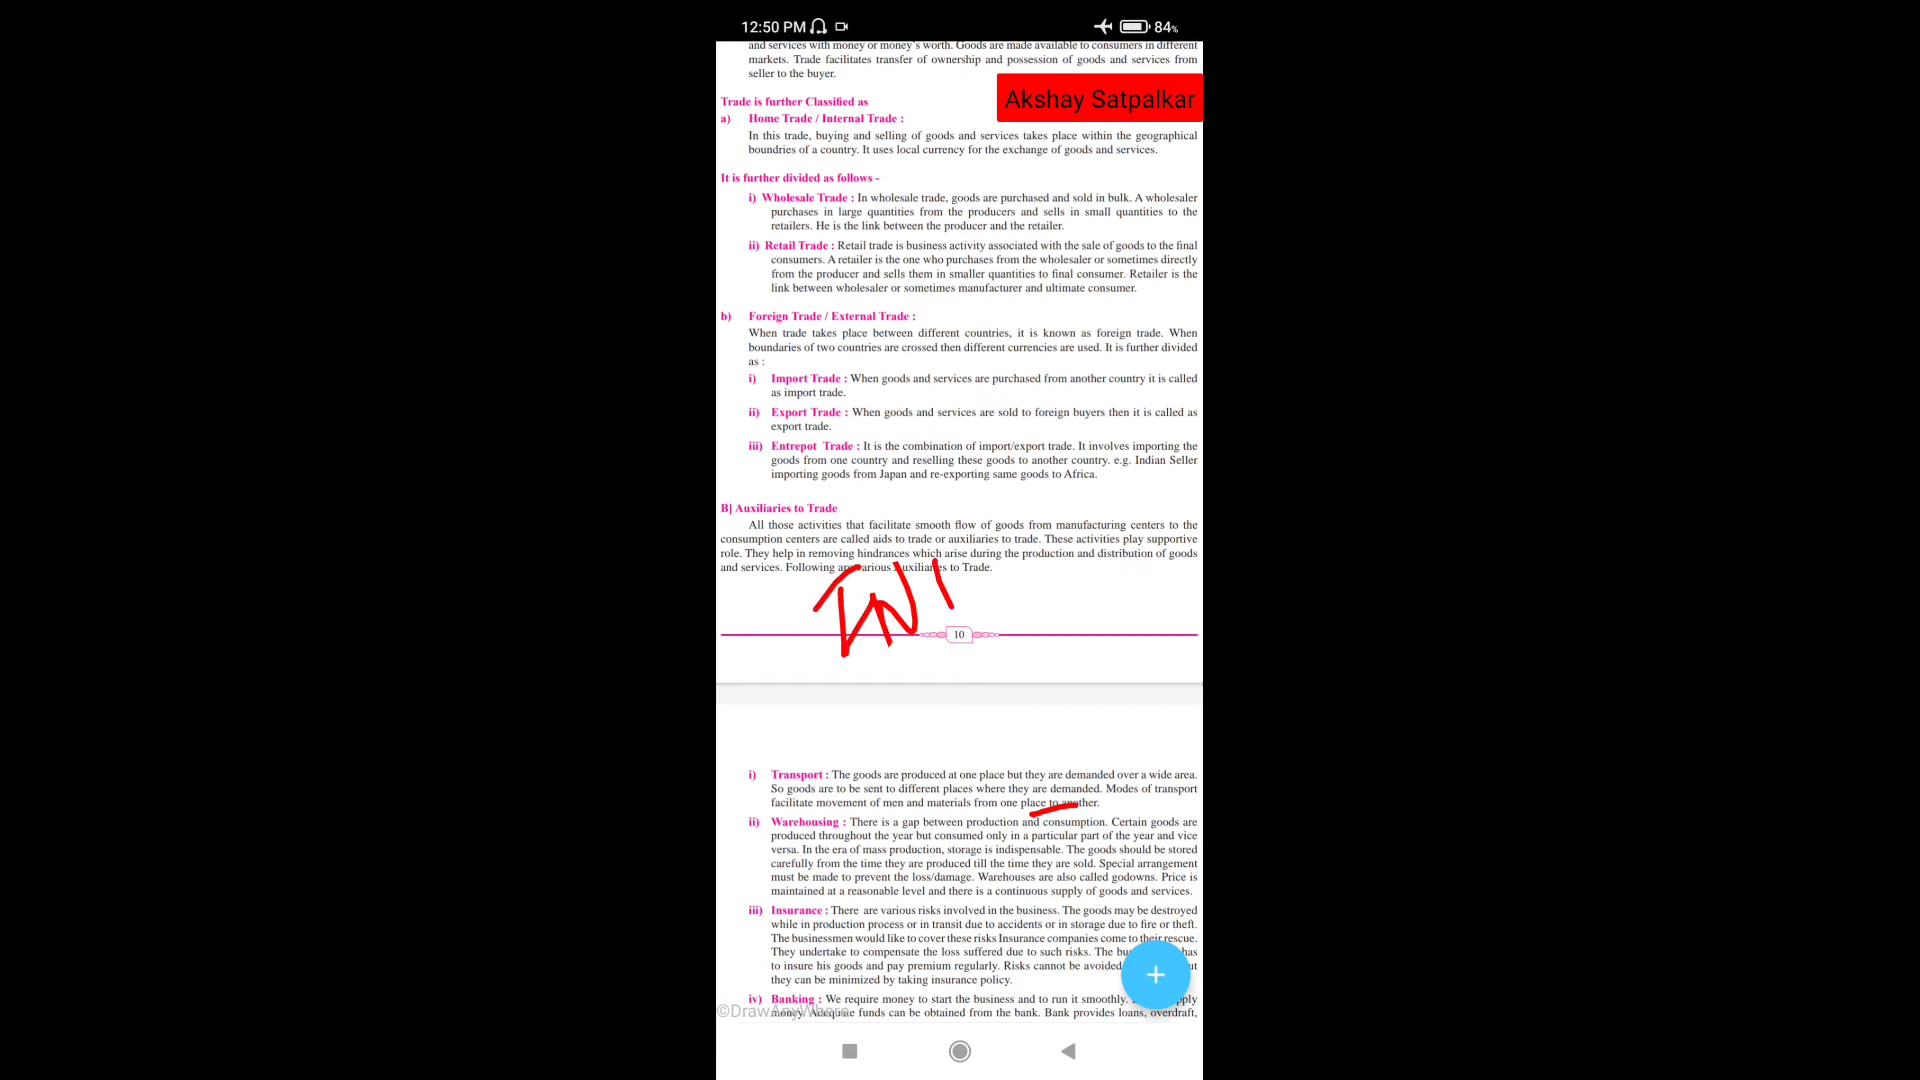 12:50 PM
84%
and services with money or money's worth. Goods are made available to consumers in different
markets. Trade facilitates transfer of ownership and possession of goods and services from
seller to the buyer.
Akshay Satpalkar
Trade is further Classified as
a) Home Trade / Internal Trade :
In this trade, buying and selling of goods and services takes place within the geographical
boundries of a country. It uses local currency for the exchange of goods and services.
It is further divided as follows -
i) Wholesale Trade : In wholesale trade, goods are purchased and sold in bulk. A wholesaler
purchases in large quantities from the producers and sells in small quantities to the
retailers. He is the link between the producer and the retailer.
ii) Retail Trade : Retail trade is business activity associated with the sale of goods to the final
consumers. A retailer is the one who purchases from the wholesaler or sometimes directly
from the producer and sells them in smaller quantities to final consumer. Retailer is the
link between wholesaler or sometimes manufacturer and ultimate consumer.
b) Foreign Trade / External Trade :
When trade takes place between different countries, it is known as foreign trade. When
boundaries of two countries are crossed then different currencies are used. It is further divided
as :
i) Import Trade : When goods and services are purchased from another country it is called
as import trade.
ii) Export Trade : When goods and services are sold to foreign buyers then it is called as
export trade.
iii) Entrepot Trade : It is the combination of import/export trade. It involves importing the
goods from one country and reselling these goods to another country. e.g. Indian Seller
importing goods from Japan and re-exporting same goods to Africa.
B] Auxiliaries to Trade
All those activities that facilitate smooth flow of goods from manufacturing centers to the
consumption centers are called aids to trade or auxiliaries to trade. These activities play supportive
role. They help in removing hindrances which arise during the production and distribution of goods
and services. Following are various Auxiliaries to Trade.
10
i) Transport : The goods are produced at one place but they are demanded over a wide area.
So goods are to be sent to different places where they are demanded. Modes of transport
facilitate movement of men and materials from one place to another.
ii) Warehousing : There is a gap between production and consumption. Certain goods are
produced throughout the year but consumed only in a particular part of the year and vice
versa. In the era of mass production, storage is indispensable. The goods should be stored
carefully from the time they are produced till the time they are sold. Special arrangement
must be made to prevent the loss/damage. Warehouses are also called godowns. Price is
maintained at a reasonable level and there is a continuous supply of goods and services.
iii) Insurance : There are various risks involved in the business. The goods may be destroyed
while in production process or in transit due to accidents or in storage due to fire or theft.
The businessmen would like to cover these risks Insurance companies come to their rescue.
They undertake to compensate the loss suffered due to such risks. The has
to insure his goods and pay premium regularly. Risks cannot be avoided
they can be minimized by taking insurance policy.
iv) Banking : We require money to start the business and to run it smoothly.
money. Adequate funds can be obtained from the bank. Bank provides loans, overdraft,
©DrawAnyWhere